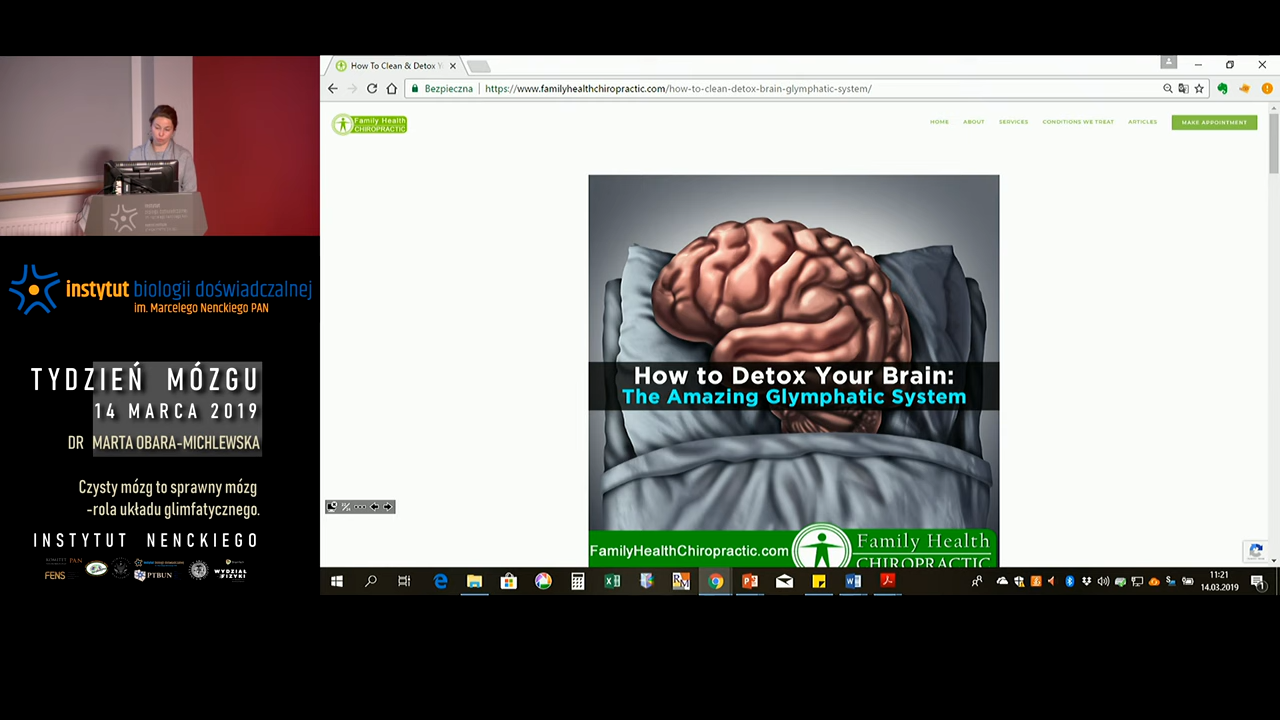 How To Clean & Detox Y
Bezpieczna
https://www.familyhealthchiropractic.com/how-to-clean-detox-brain-glymphatic-system/
Family Health
CHIROPRACTIC
HOME
ABOUT
SERVICES
CONDITIONS WE TREAT
ARTICLES
MAKE APPOINTMENT
How to Detox Your Brain:
The Amazing Glymphatic System
FamilyHealthChiropractic.com
Family Health
CHIROPRACTIC
11:21
14.03.2019
instytut biologii doświadczalnej
im. Marcelego Nenckiego PAN
TYDZIEŃ MÓZGU
14 MARCA 2019
DR MARTA OBARA-MICHLEWSKA
Czysty mózg to sprawny mózg
-rola układu glimfatycznego.
INSTYTUT NENCKIEGO
FENS
PTBUN
WYDZIAŁ
FIZYKI